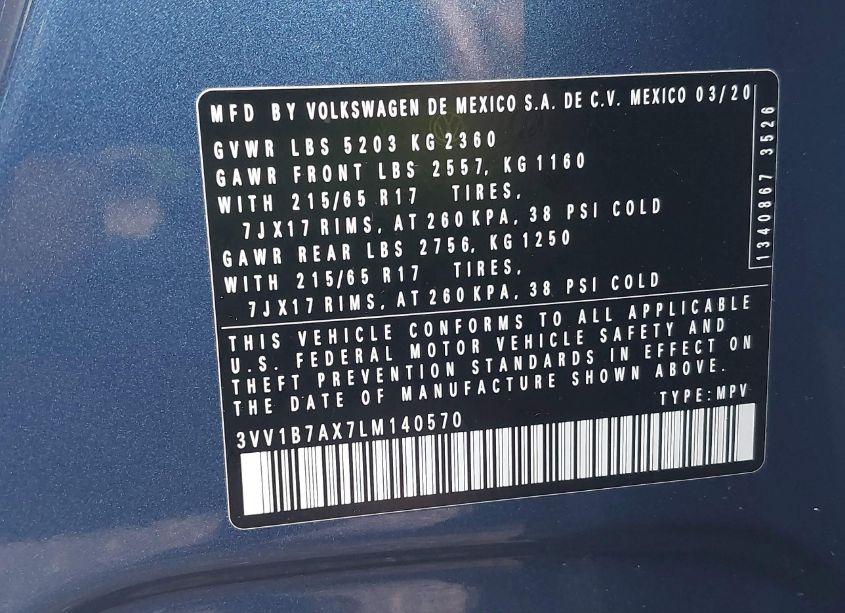 MFD BY VOLKSWAGEN DE MEXICO S.A. DE C.V. MEXICO 03/20
GVWR LBS 5203 KG 2360
GAWR FRONT LBS 2557, KG 1160
WITH 215/65 R17 TIRES,
7JX17 RIMS, AT 260 KPA, 38 PSI COLD
GAWR REAR LBS 2756, KG 1250
WITH 215/65 R17 TIRES,
7JX17 RIMS, AT 260 KPA, 38 PSI COLD
1340867 3526
THIS VEHICLE CONFORMS TO ALL APPLICABLE
U.S. FEDERAL MOTOR VEHICLE SAFETY AND
THEFT PREVENTION STANDARDS IN EFFECT ON
THE DATE OF MANUFACTURE SHOWN ABOVE.
TYPE:MPV
3VV1B7AX7LM140570